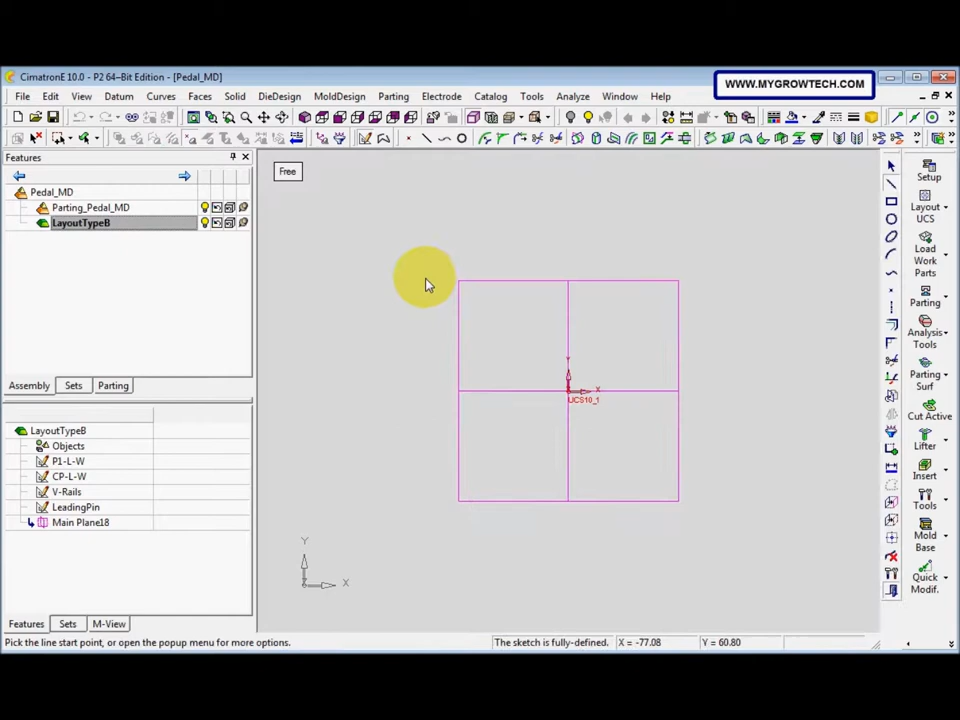 CimatronE 10.0 - P2 64-Bit Edition - [Pedal_MD]
WWW.MYGROWTECH.COM
File Edit View Datum Curves Faces Solid DieDesign MoldDesign Parting Electrode Catalog Tools Analyze Window Help
Features
Pedal_MD
Parting_Pedal_MD
LayoutTypeB
Assembly Sets Parting
LayoutTypeB
Objects
P1-L-W
CP-L-W
V-Rails
LeadingPin
Main Plane18
Features Sets M-View
Free
Y
X
UCS10_1
Y
Z
X
Setup
Layout
UCS
Load
Work
Parts
Parting
Analysis
Tools
Parting
Surf
Cut Active
Lifter
Insert
Tools
Mold
Base
Quick
Modif.
Pick the line start point, or open the popup menu for more options.
The sketch is fully-defined. X = -77.08 Y = 60.80